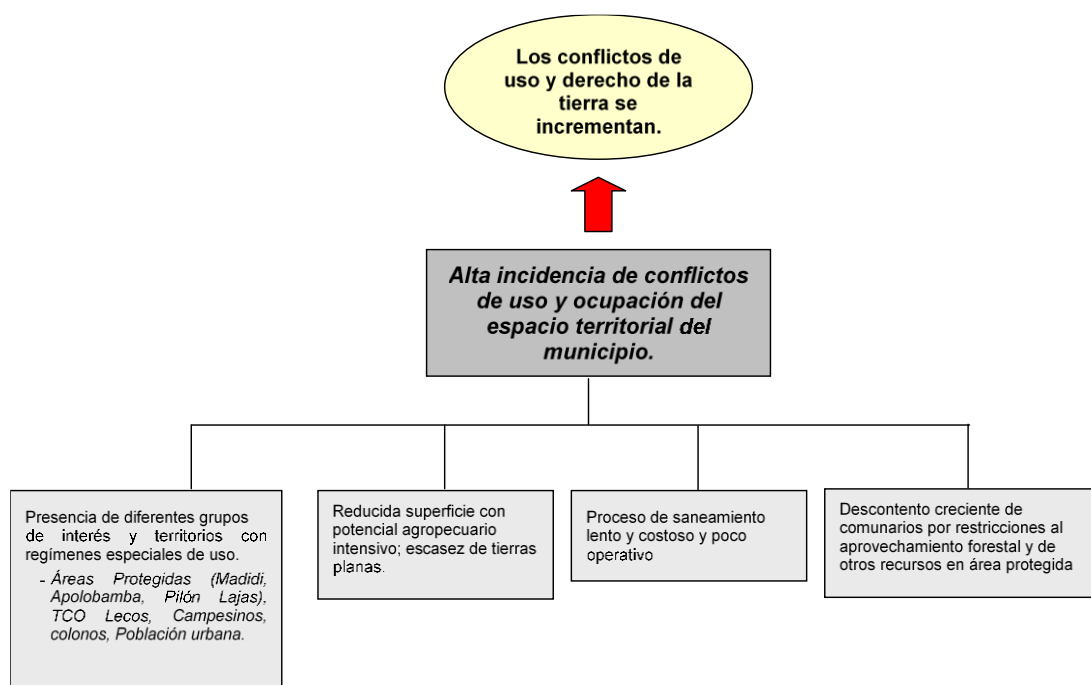 Los conflictos de
uso y derecho de la
tierra se
incrementan.
Alta incidencia de conflictos
de uso y ocupación del
espacio territorial del
municipio.
Presencia de diferentes grupos
de interés y territorios con
regímenes especiales de uso.
- Áreas Protegidas (Madidi,
Apolobamba, Pilón Lajas),
TCO Lecos, Campesinos,
colonos, Población urbana.
Reducida superficie con
potencial agropecuario
intensivo; escasez de tierras
planas.
Proceso de saneamiento
lento y costoso y poco
operativo
Descontento creciente de
comunarios por restricciones al
aprovechamiento forestal y de
otros recursos en área protegida